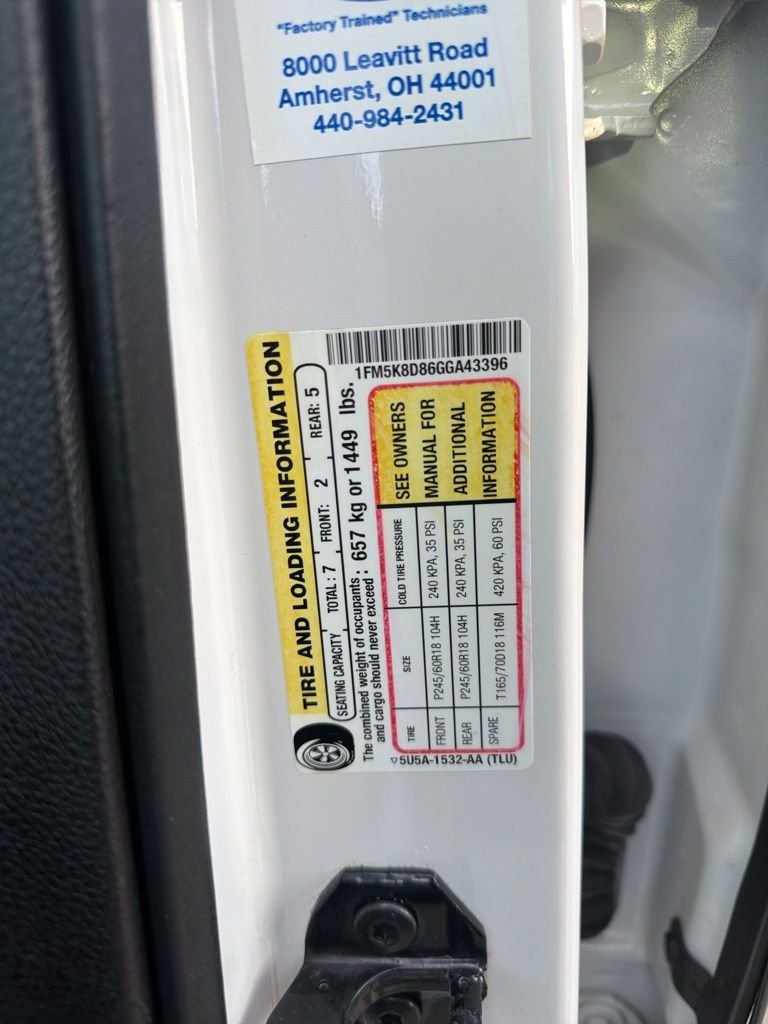 "Factory Trained" Technicians
8000 Leavitt Road
Amherst, OH 44001
440-984-2431
1FM5K8D86GGA43396
TIRE AND LOADING INFORMATION
SEATING CAPACITY TOTAL: 7 FRONT: 2 REAR: 5
The combined weight of occupants
and cargo should never exceed : 657 kg or 1449 lbs.
TIRE SIZE COLD TIRE PRESSURE
FRONT P245/60R18 104H 240 KPA, 35 PSI
REAR P245/60R18 104H 240 KPA, 35 PSI
SPARE T165/70D18 116M 420 KPA, 60 PSI
SEE OWNERS
MANUAL FOR
ADDITIONAL
INFORMATION
▽5U5A-1532-AA (TLU)